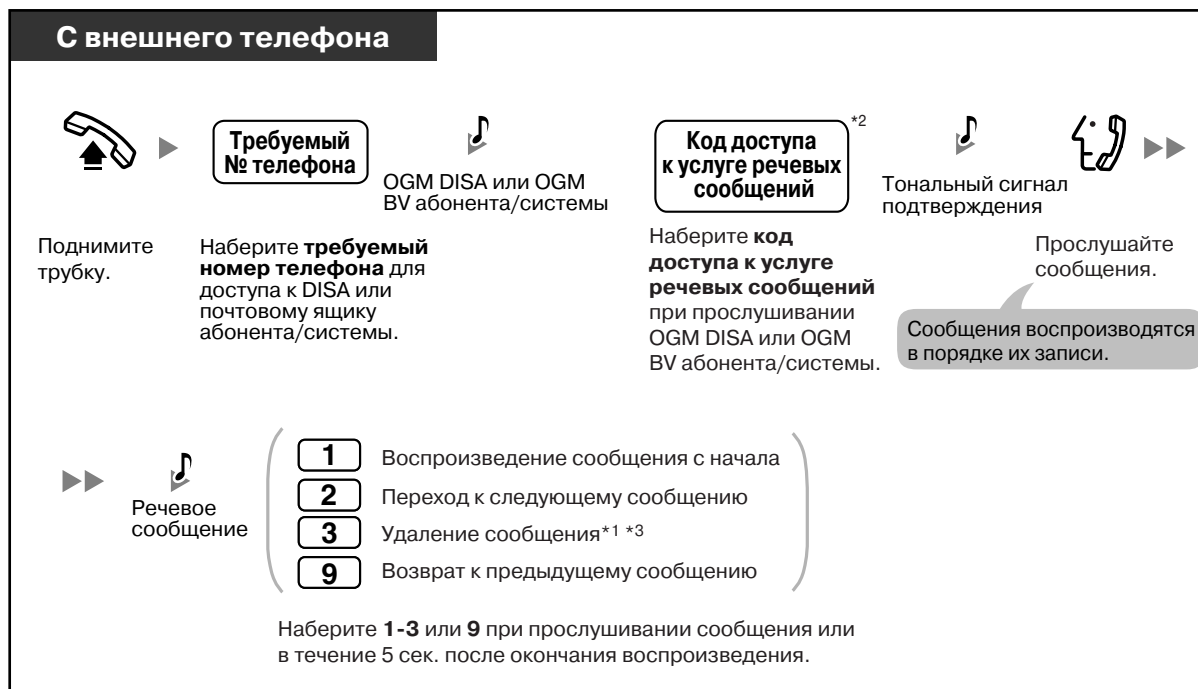 С внешнего телефона
Требуемый
№ телефона
OGM DISA или OGM
BV абонента/системы
Код доступа
к услуге речевых
сообщений
*2
Тональный сигнал
подтверждения
Поднимите
трубку.
Наберите требуемый
номер телефона для
доступа к DISA или
почтовому ящику
абонента/системы.
Наберите код
доступа к услуге
речевых сообщений
при прослушивании
OGM DISA или OGM
BV абонента/системы.
Прослушайте
сообщения.
Сообщения воспроизводятся
в порядке их записи.
Речевое
сообщение
1 Воспроизведение сообщения с начала
2 Переход к следующему сообщению
3 Удаление сообщения*1 *3
9 Возврат к предыдущему сообщению
Наберите 1-3 или 9 при прослушивании сообщения или
в течение 5 сек. после окончания воспроизведения.